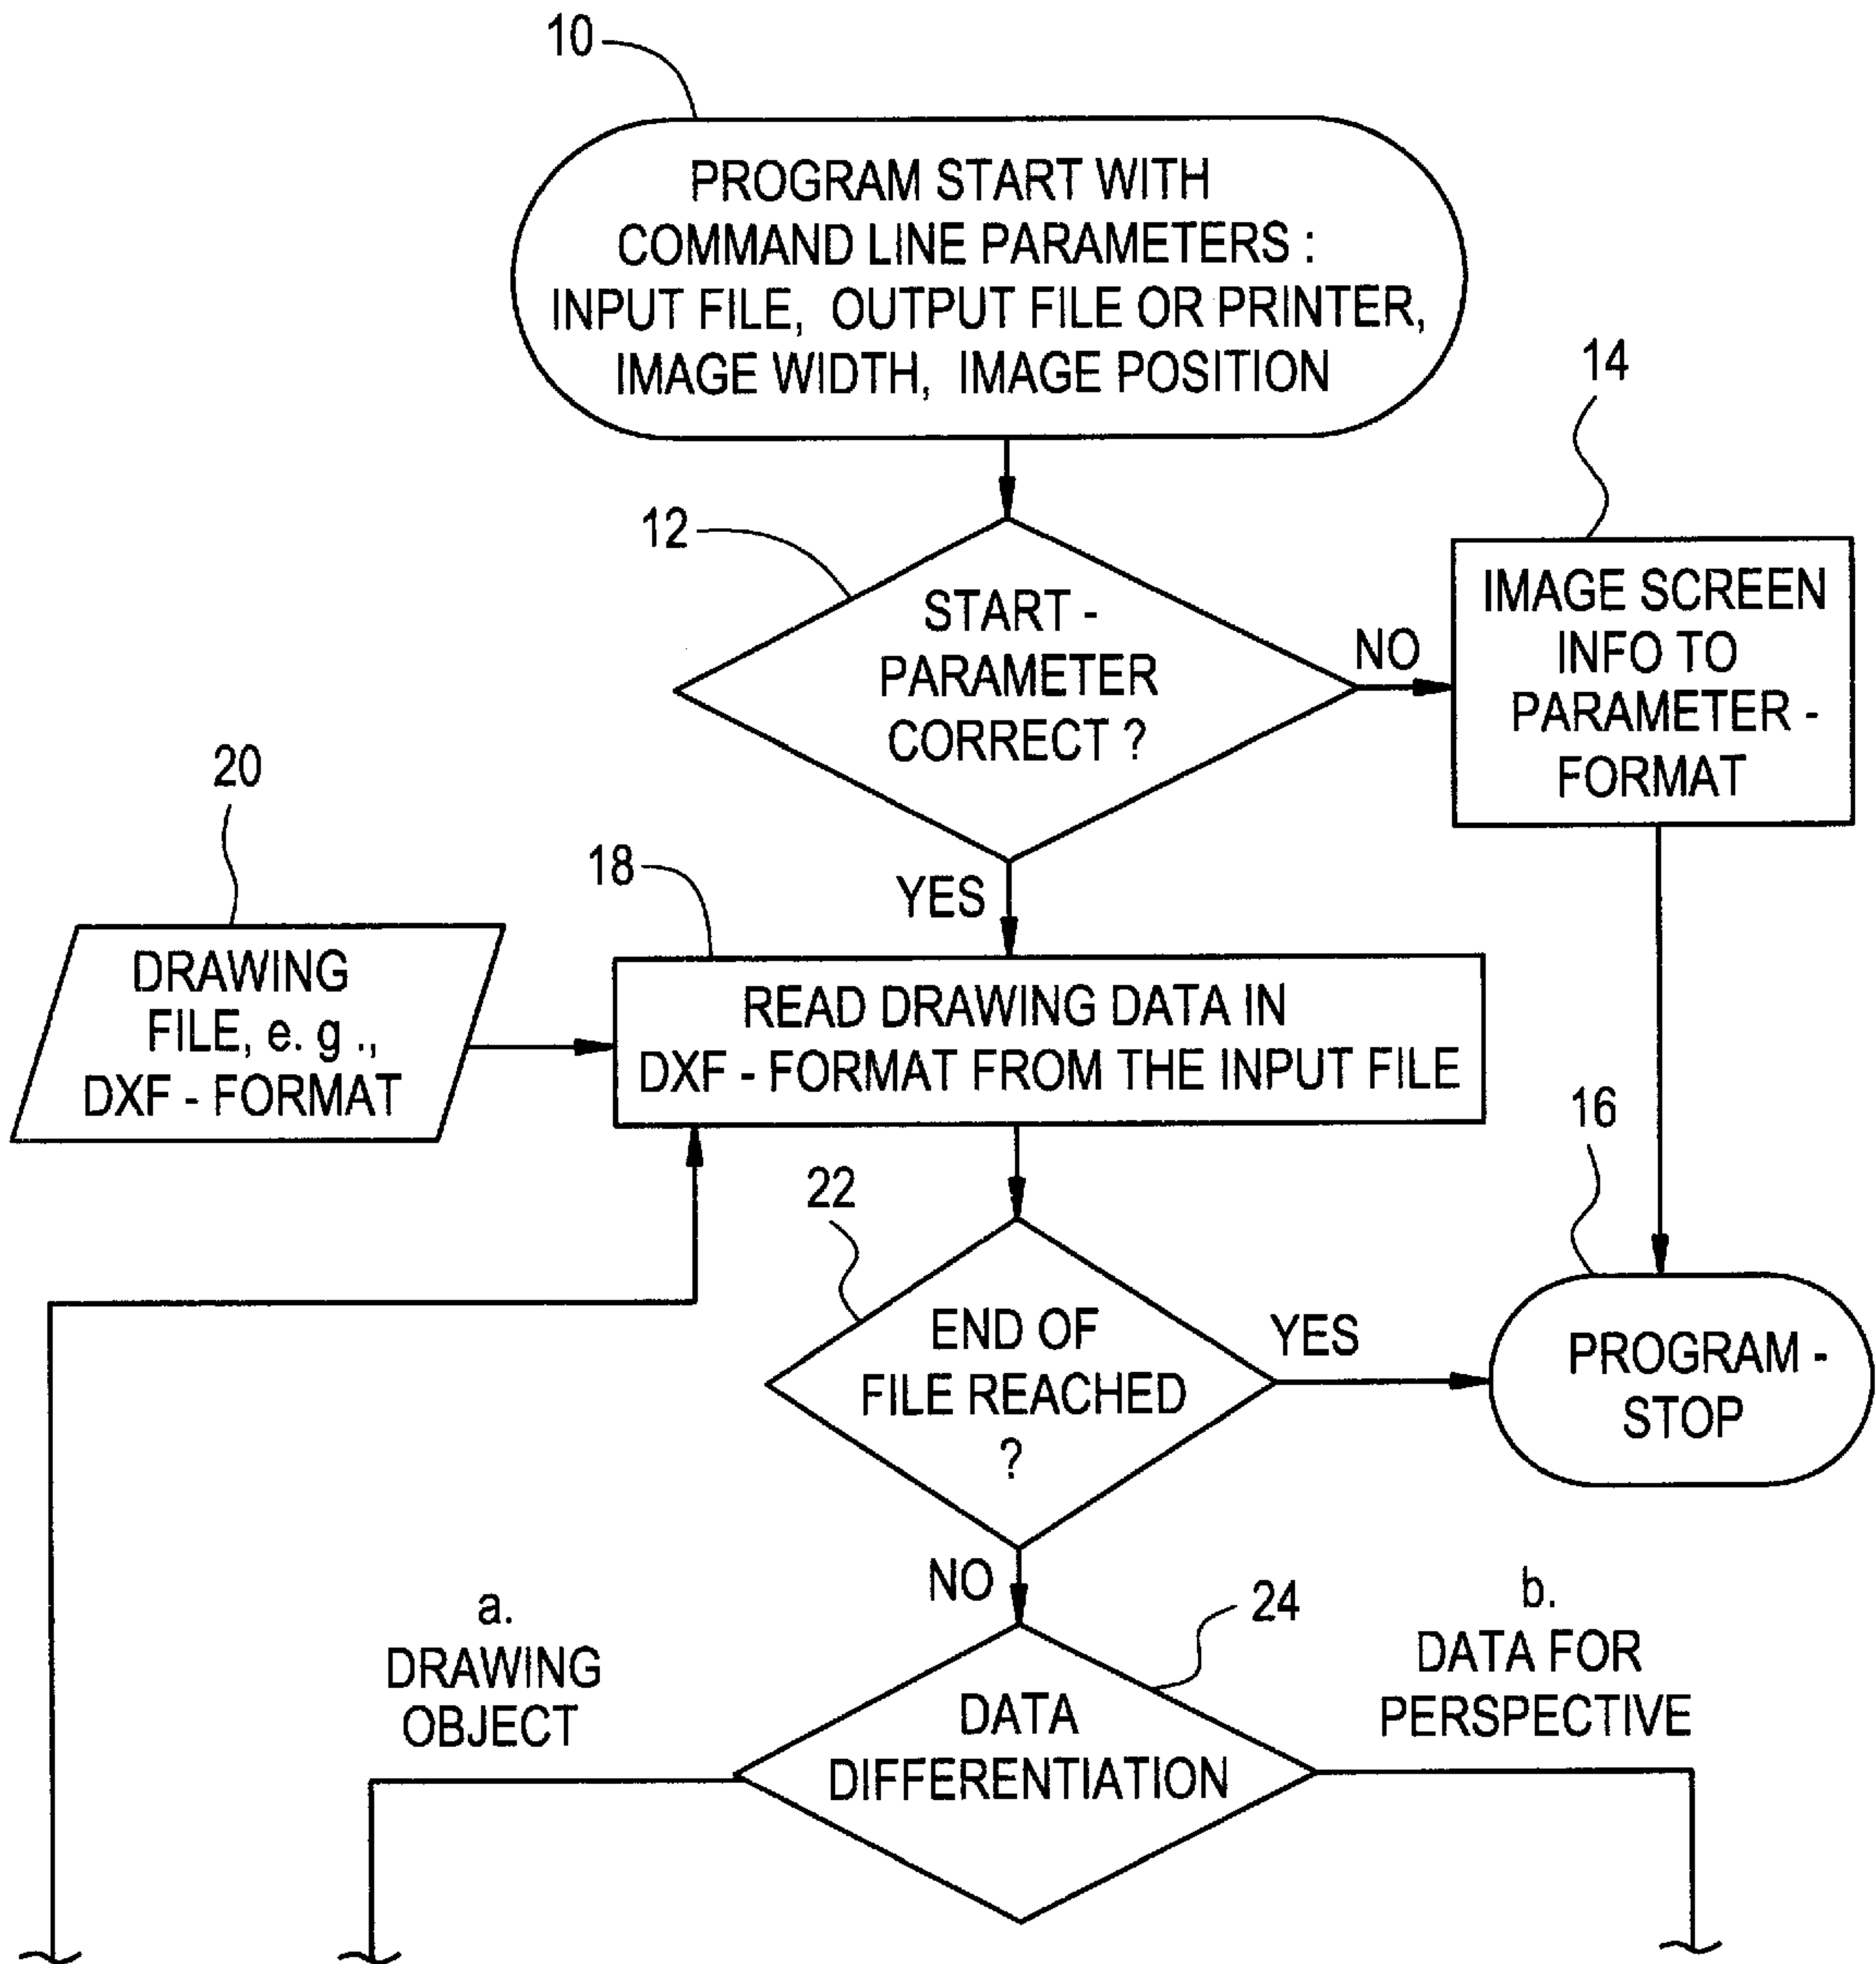 10
PROGRAM START WITH
COMMAND LINE PARAMETERS :
INPUT FILE, OUTPUT FILE OR PRINTER,
IMAGE WIDTH, IMAGE POSITION
12
START -
PARAMETER
CORRECT ?
NO
14
IMAGE SCREEN
INFO TO
PARAMETER -
FORMAT
YES
20
DRAWING
FILE, e. g .,
DXF - FORMAT
18
READ DRAWING DATA IN
DXF - FORMAT FROM THE INPUT FILE
16
PROGRAM -
STOP
22
END OF
FILE REACHED
?
YES
NO
24
DATA
DIFFERENTIATION
a.
DRAWING
OBJECT
b.
DATA FOR
PERSPECTIVE